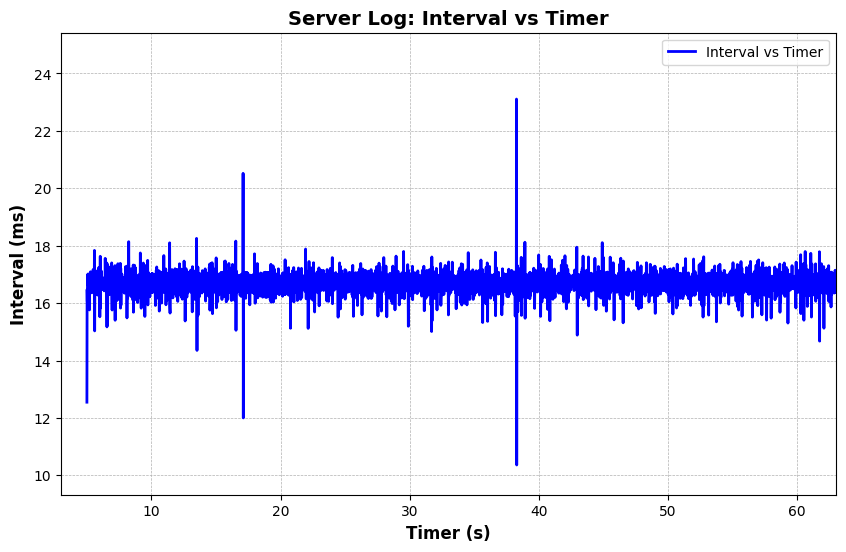 Server Log: Interval vs Timer
Interval vs Timer
24
22
20
18
16
14
12
10
Interval (ms)
10 20 30 40 50 60
Timer (s)